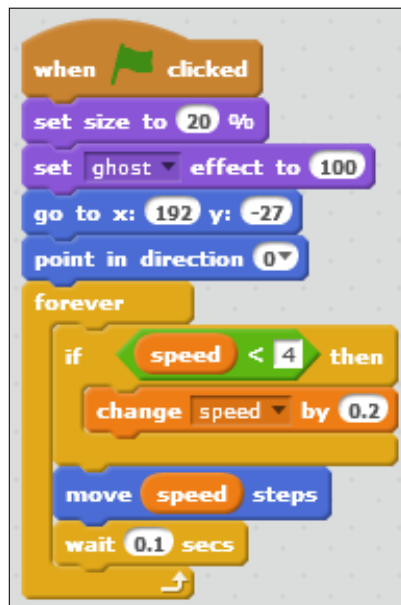 when clicked
set size to 20 %
set ghost effect to 100
go to x: 192 y: -27
point in direction 0
forever
if speed < 4 then
change speed by 0.2
move speed steps
wait 0.1 secs